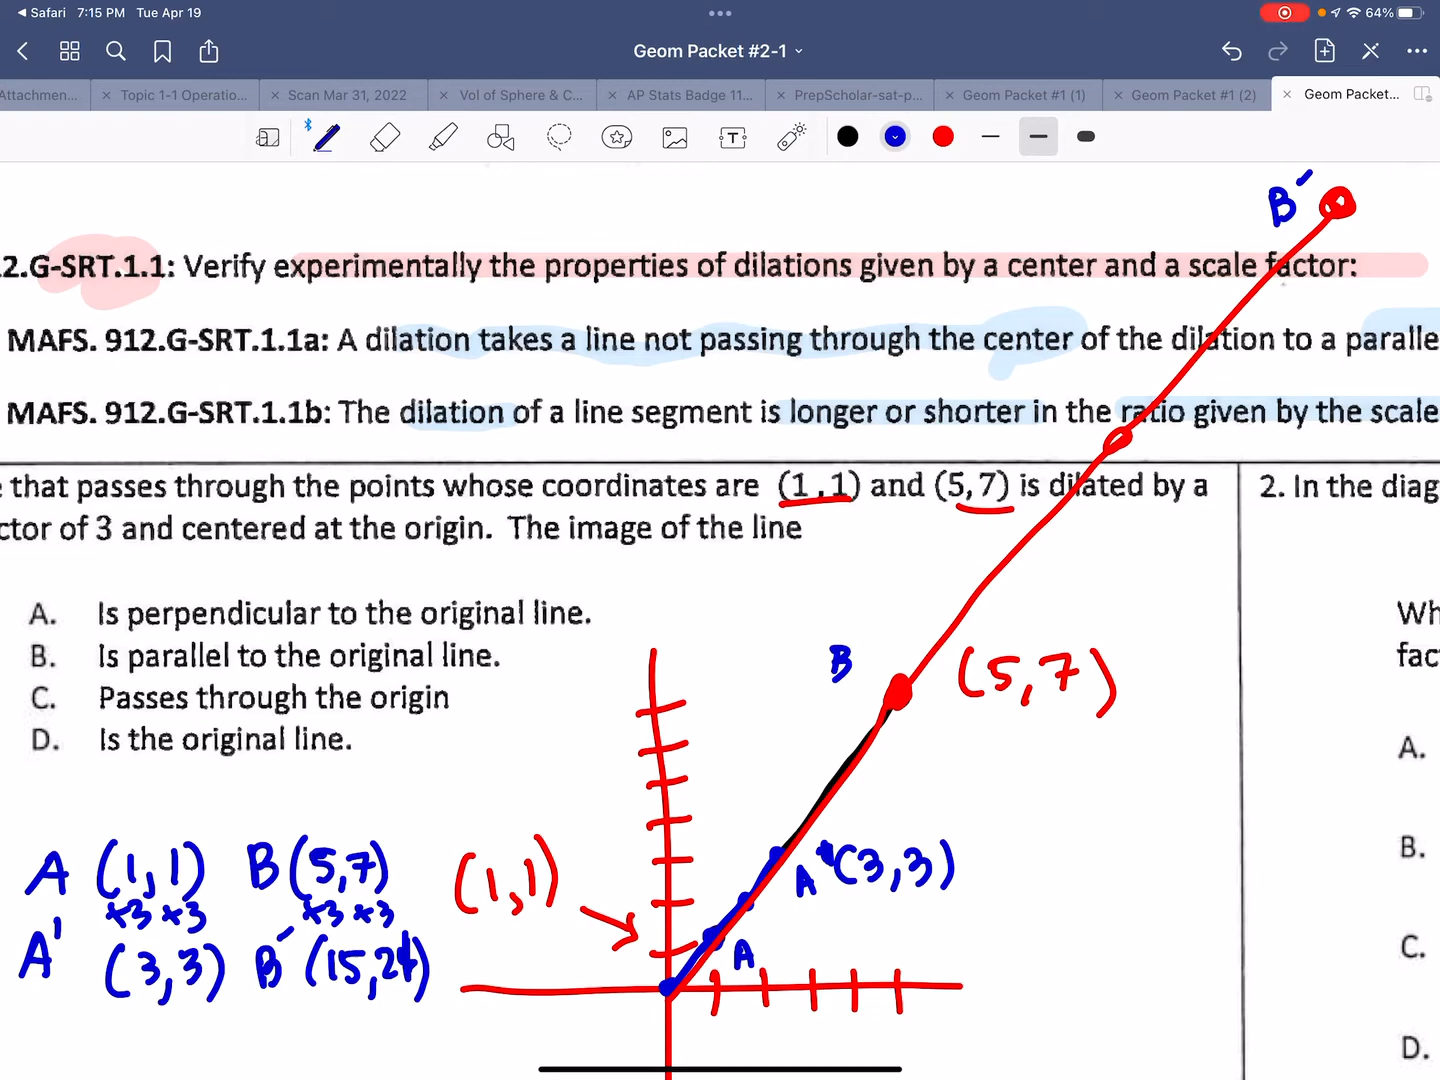 Safari 7:15 PM Tue Apr 19
64%
Geom Packet #2-1
Attachmen...
Topic 1-1 Operatio...
Scan Mar 31, 2022
Vol of Sphere & C...
AP Stats Badge 11...
PrepScholar-sat-p...
Geom Packet #1 (1)
Geom Packet #1 (2)
Geom Packet...
B′
2.G-SRT.1.1: Verify experimentally the properties of dilations given by a center and a scale factor:
MAFS. 912.G-SRT.1.1a: A dilation takes a line not passing through the center of the dilation to a paralle
MAFS. 912.G-SRT.1.1b: The dilation of a line segment is longer or shorter in the ratio given by the scale
that passes through the points whose coordinates are (1,1) and (5,7) is dilated by a
ctor of 3 and centered at the origin. The image of the line
A. Is perpendicular to the original line.
B. Is parallel to the original line.
C. Passes through the origin
D. Is the original line.
2. In the diag
Wh
fac
A.
B.
C.
D.
B (5,7)
A (1,1) B (5,7)
×3 ×3 ×3 ×3
A' (3,3) B′ (15,21)
(1,1)
A' (3,3)
A